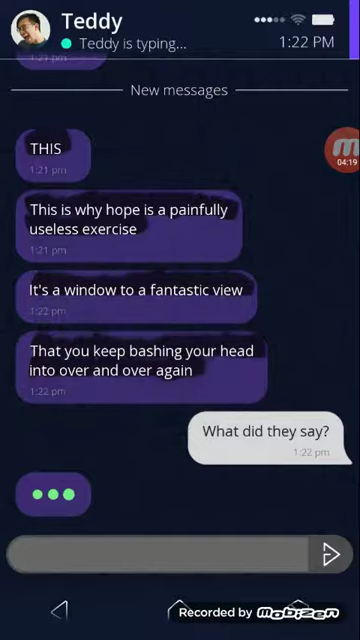 Teddy
Teddy is typing...
1:22 PM
1:21 pm
New messages
04:19
THIS
1:21 pm
This is why hope is a painfully
useless exercise
1:21 pm
It's a window to a fantastic view
1:22 pm
That you keep bashing your head
into over and over again
1:22 pm
What did they say?
1:22 pm
Recorded by mobizen